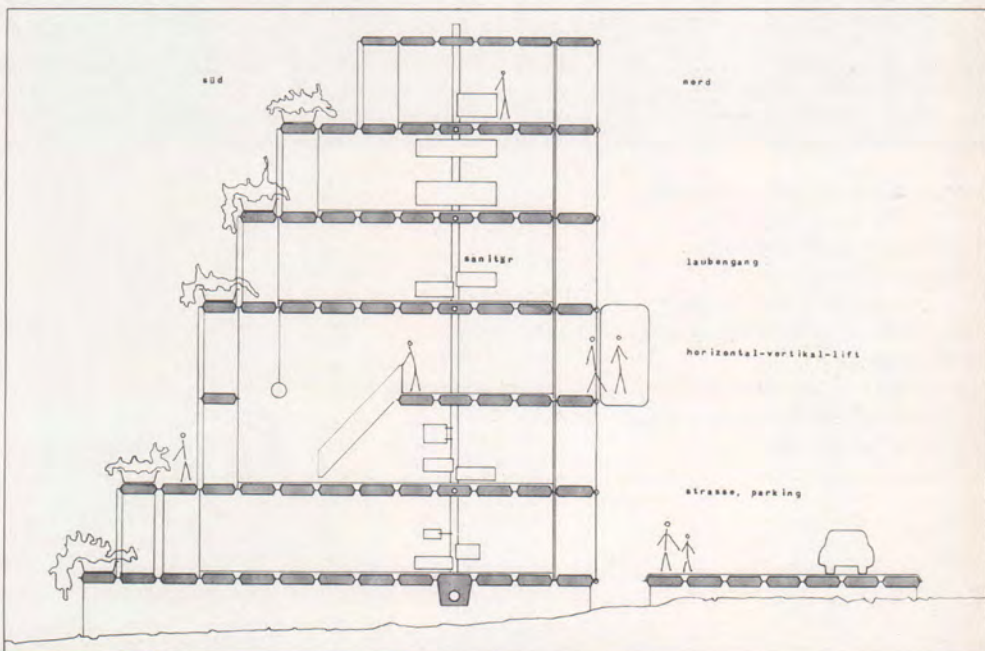 süd
nord
sanitär
laubengang
horizontal-vertikal-lift
strasse, parking